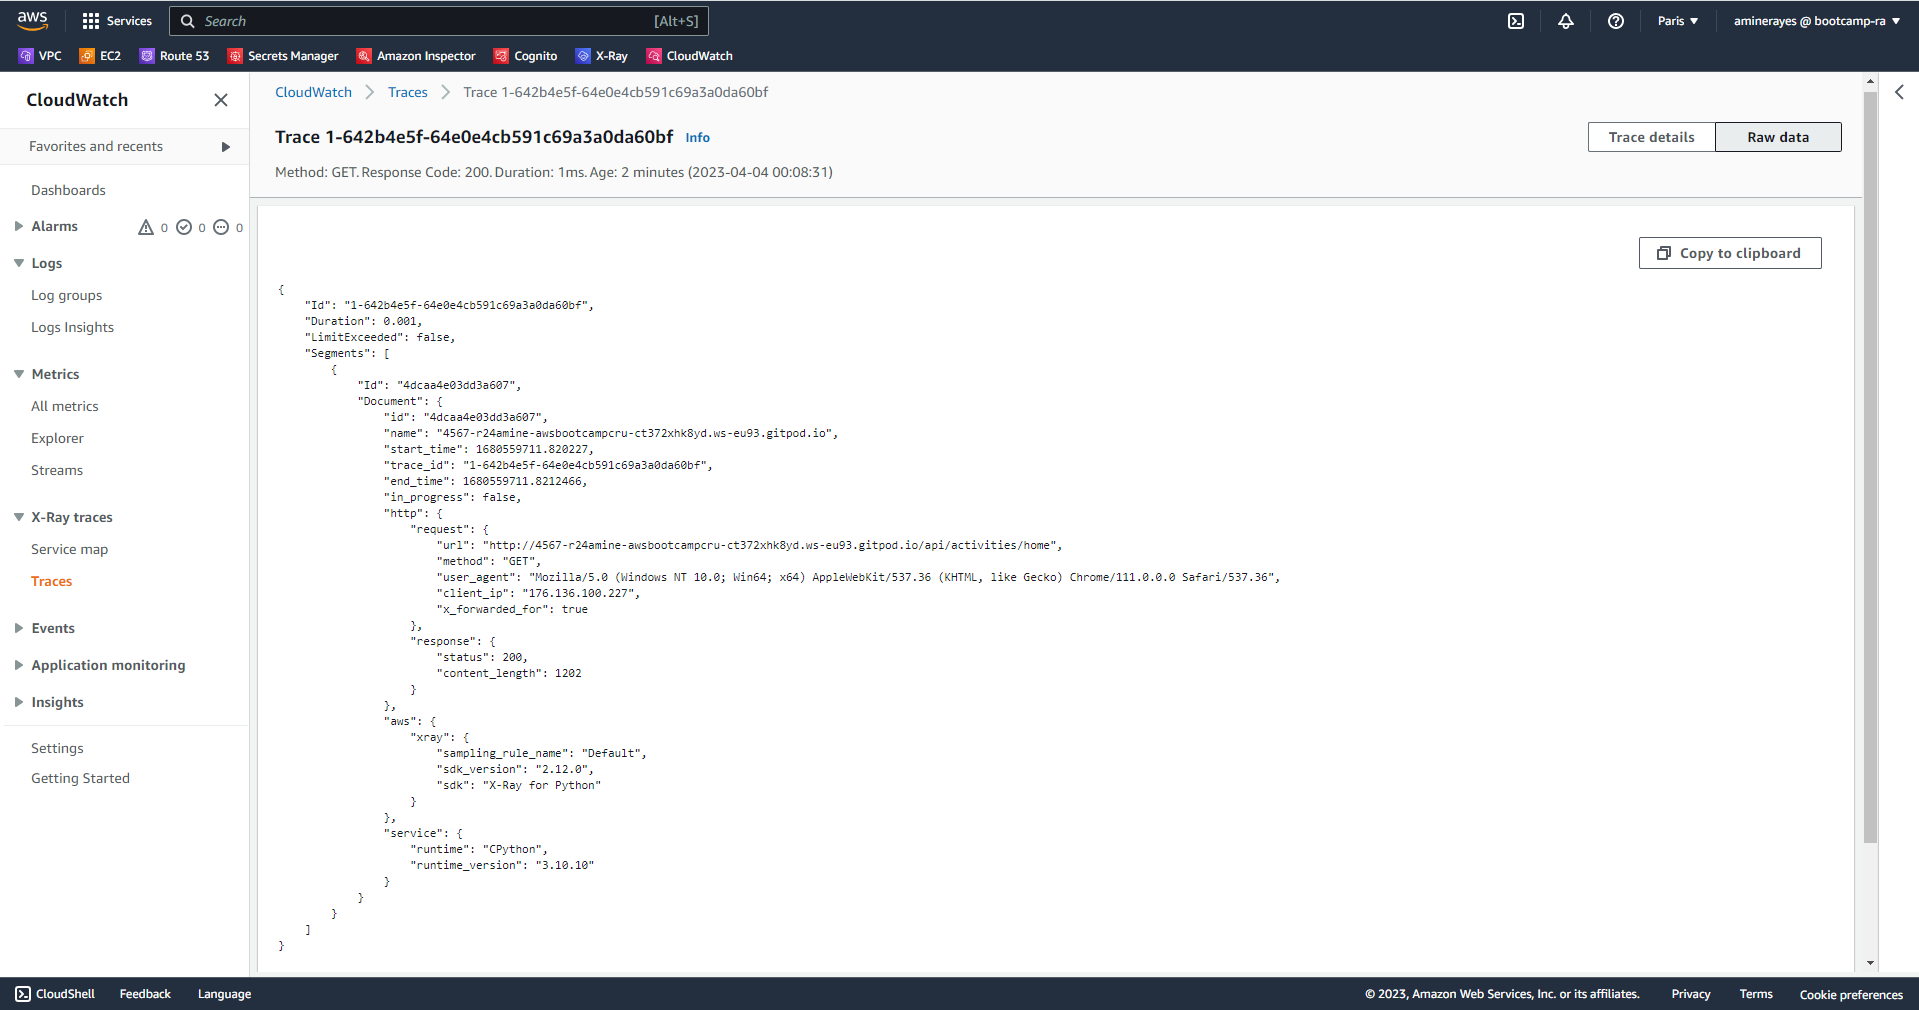 aws Services Search [Alt+S] Paris ▼ aminerayes @ bootcamp-ra ▼
VPC EC2 Route 53 Secrets Manager Amazon Inspector Cognito X-Ray CloudWatch
CloudWatch
Favorites and recents
Dashboards
Alarms 0 0 0
Logs
Log groups
Logs Insights
Metrics
All metrics
Explorer
Streams
X-Ray traces
Service map
Traces
Events
Application monitoring
Insights
Settings
Getting Started
CloudWatch > Traces > Trace 1-642b4e5f-64e0e4cb591c69a3a0da60bf
Trace 1-642b4e5f-64e0e4cb591c69a3a0da60bf Info
Trace details Raw data
Method: GET. Response Code: 200. Duration: 1ms. Age: 2 minutes (2023-04-04 00:08:31)
Copy to clipboard
{
"Id": "1-642b4e5f-64e0e4cb591c69a3a0da60bf",
"Duration": 0.001,
"LimitExceeded": false,
"Segments": [
{
"Id": "4dcaa4e03dd3a607",
"Document": {
"id": "4dcaa4e03dd3a607",
"name": "4567-r24amine-awsbootcampcru-ct372xhk8yd.ws-eu93.gitpod.io",
"start_time": 1680559711.820227,
"trace_id": "1-642b4e5f-64e0e4cb591c69a3a0da60bf",
"end_time": 1680559711.8212466,
"in_progress": false,
"http": {
"request": {
"url": "http://4567-r24amine-awsbootcampcru-ct372xhk8yd.ws-eu93.gitpod.io/api/activities/home",
"method": "GET",
"user_agent": "Mozilla/5.0 (Windows NT 10.0; Win64; x64) AppleWebKit/537.36 (KHTML, like Gecko) Chrome/111.0.0.0 Safari/537.36",
"client_ip": "176.136.100.227",
"x_forwarded_for": true
},
"response": {
"status": 200,
"content_length": 1202
}
},
"aws": {
"xray": {
"sampling_rule_name": "Default",
"sdk_version": "2.12.0",
"sdk": "X-Ray for Python"
}
},
"service": {
"runtime": "CPython",
"runtime_version": "3.10.10"
}
}
}
]
}
CloudShell Feedback Language © 2023, Amazon Web Services, Inc. or its affiliates. Privacy Terms Cookie preferences